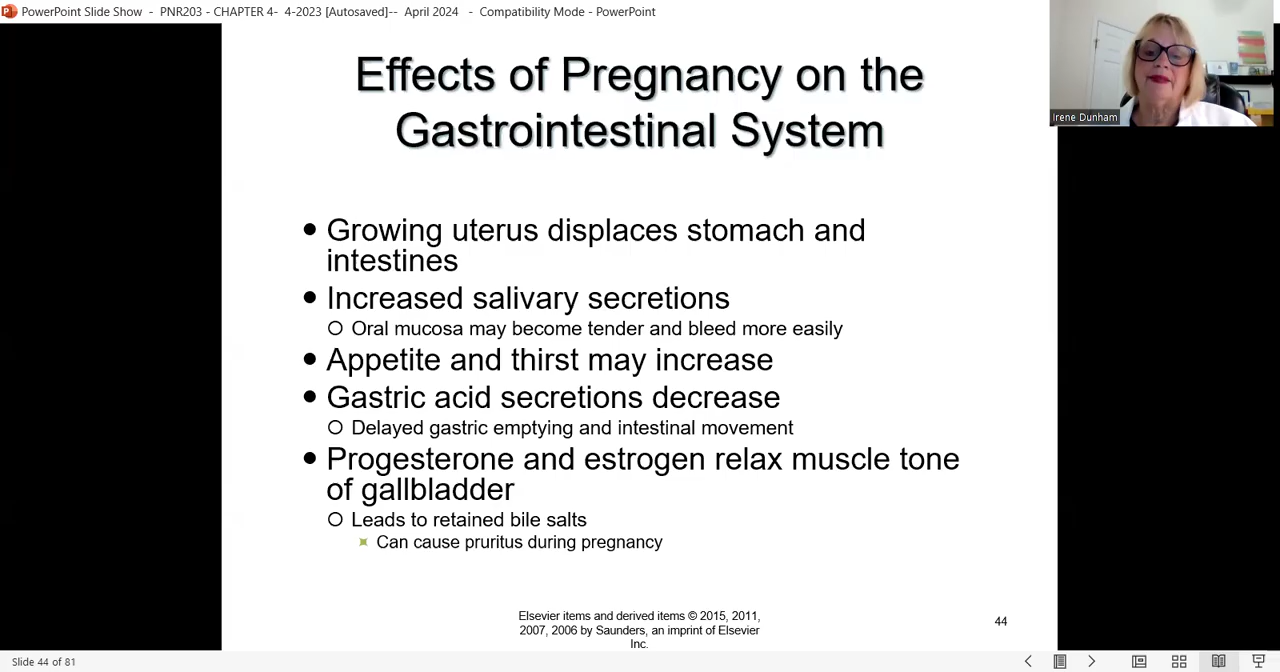 PowerPoint Slide Show - PNR203 - CHAPTER 4- 4-2023 [Autosaved]-- April 2024 - Compatibility Mode - PowerPoint
Irene Dunham
Effects of Pregnancy on the
Gastrointestinal System
• Growing uterus displaces stomach and
intestines
• Increased salivary secretions
○ Oral mucosa may become tender and bleed more easily
• Appetite and thirst may increase
• Gastric acid secretions decrease
○ Delayed gastric emptying and intestinal movement
• Progesterone and estrogen relax muscle tone
of gallbladder
○ Leads to retained bile salts
Can cause pruritus during pregnancy
Elsevier items and derived items © 2015, 2011,
2007, 2006 by Saunders, an imprint of Elsevier
Inc.
44
Slide 44 of 81